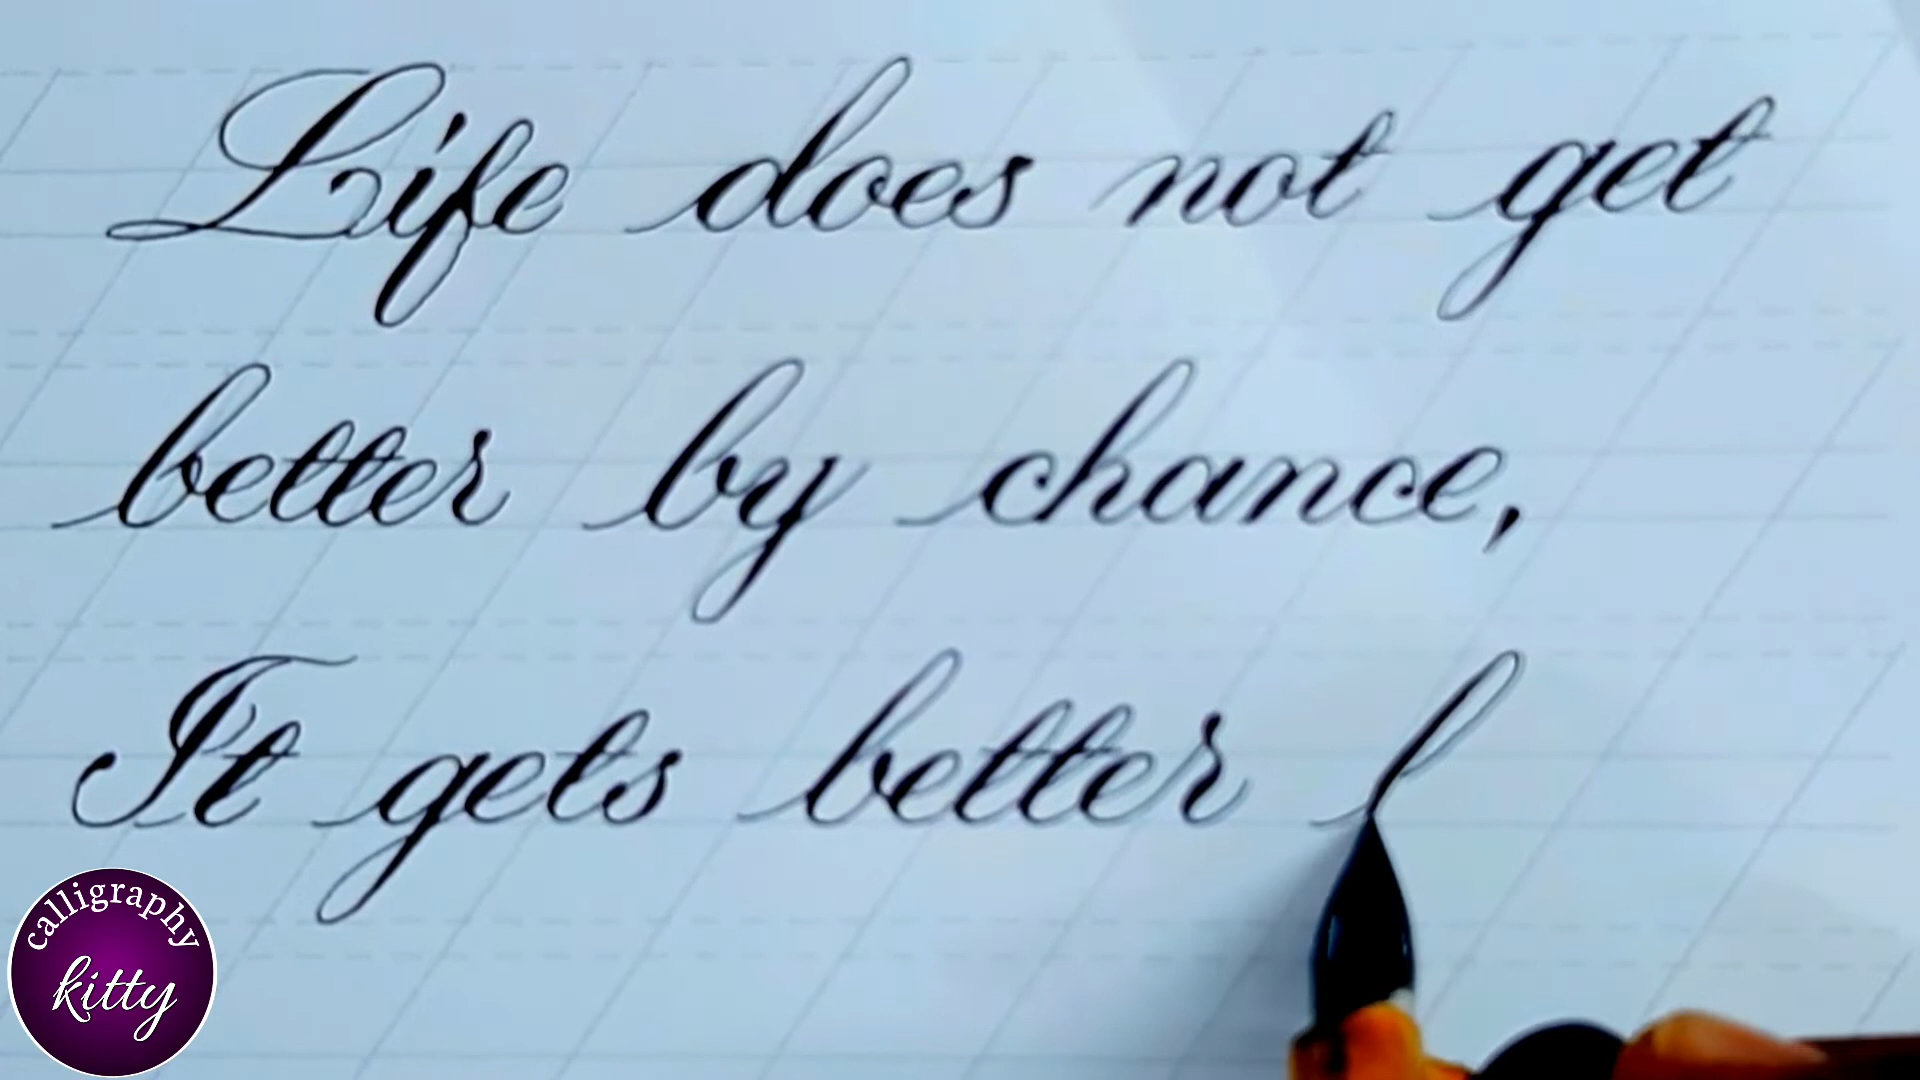 Life does not get
better by chance,
It gets better
calligraphy
kitty